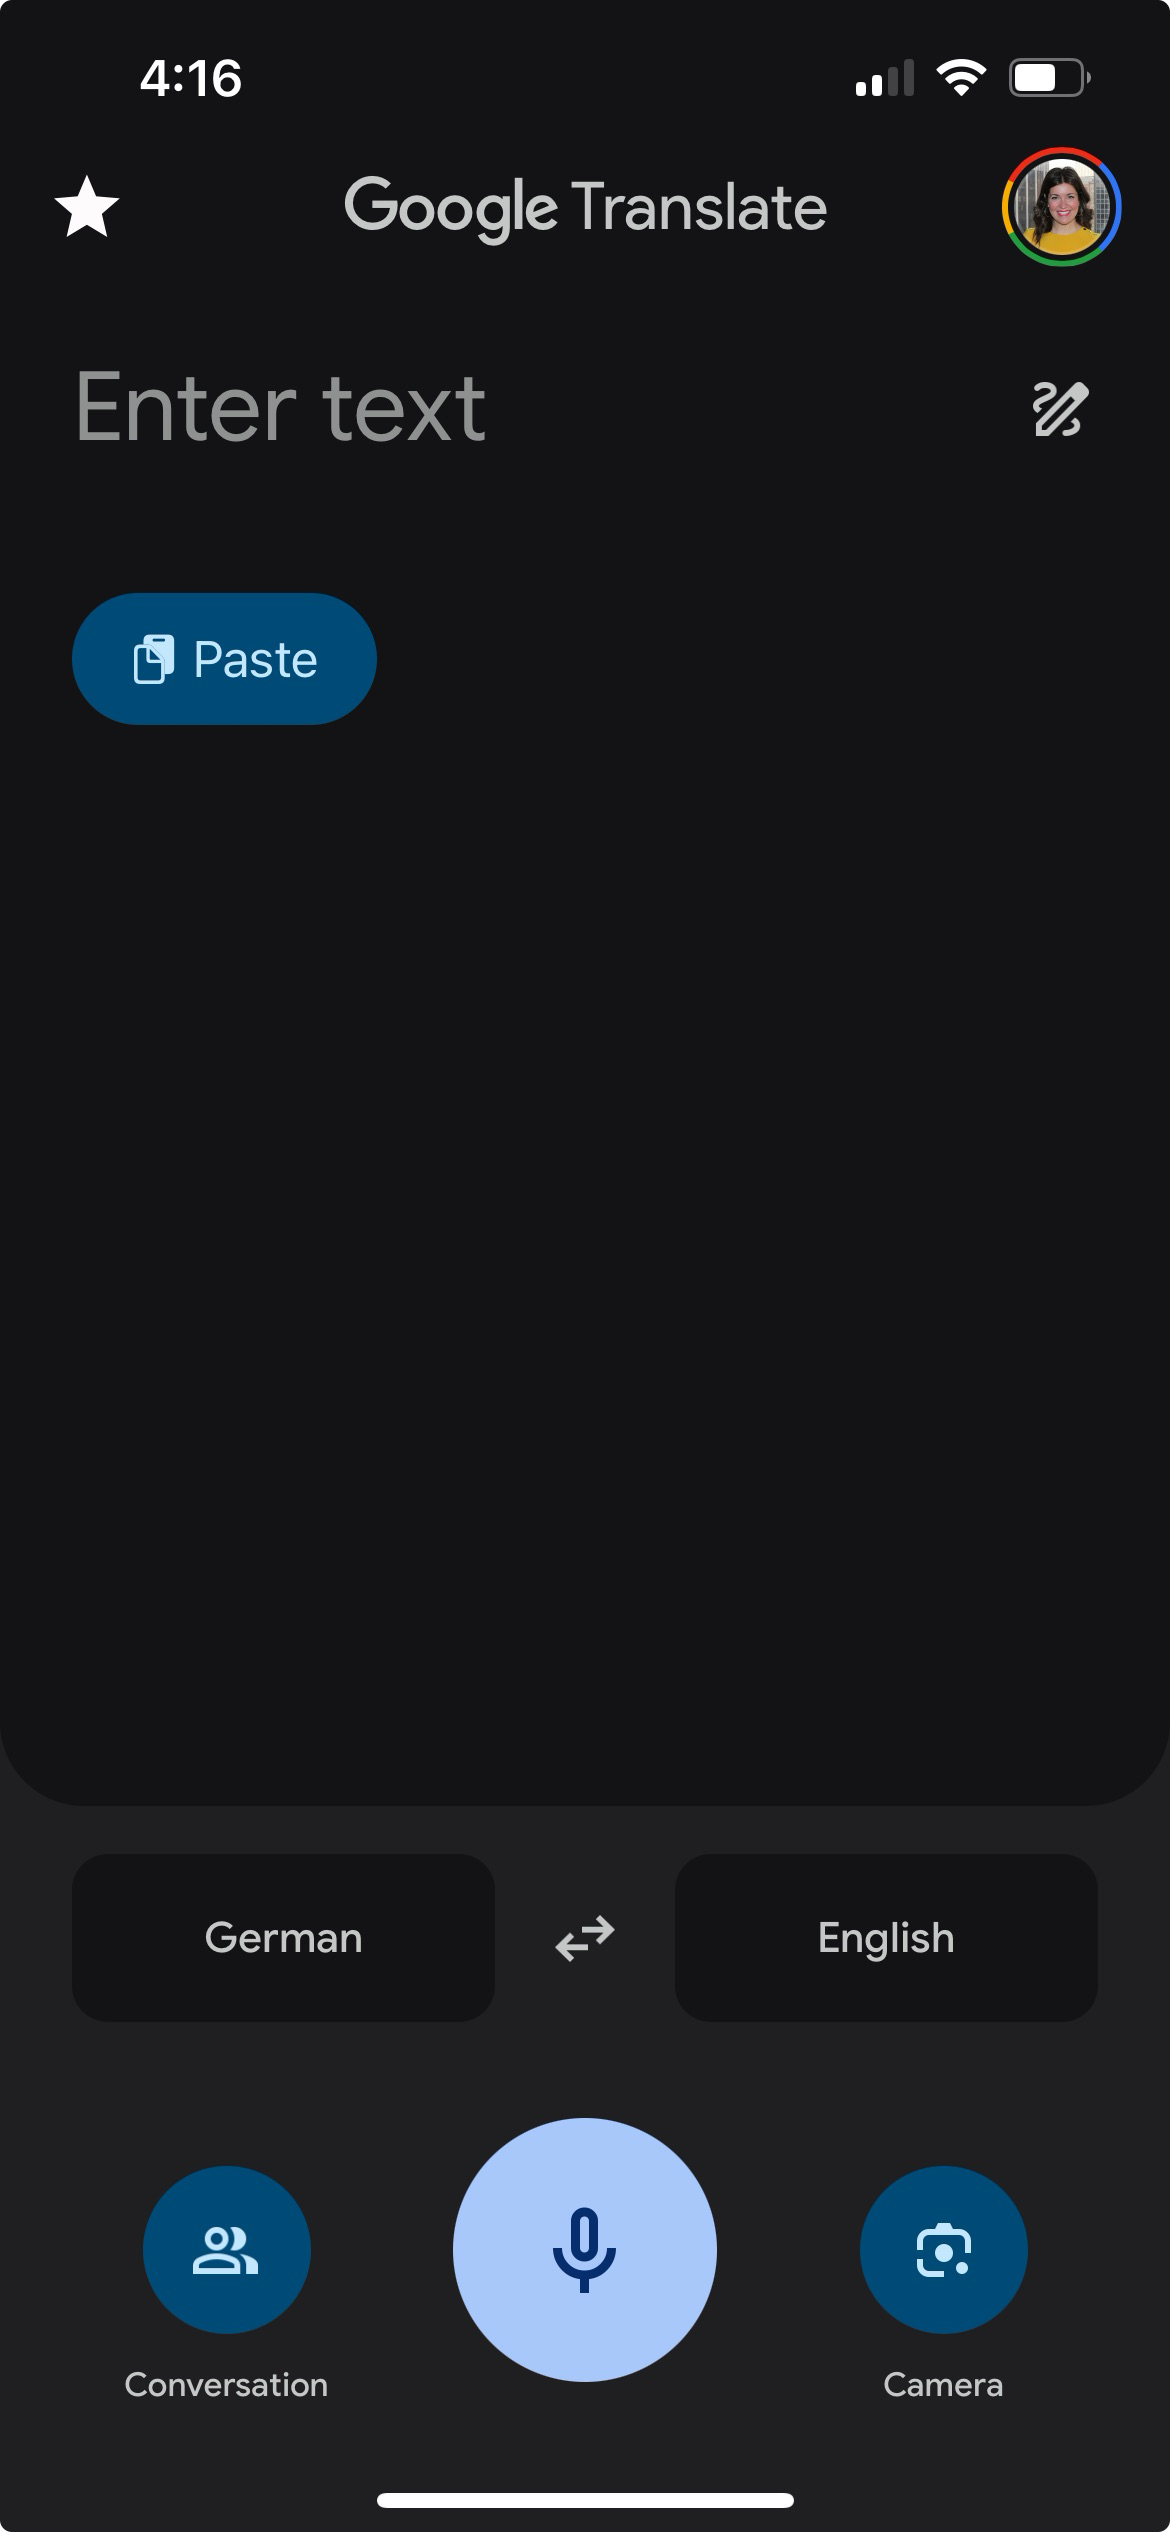 4:16
Google Translate
Enter text
Paste
German
English
Conversation
Camera